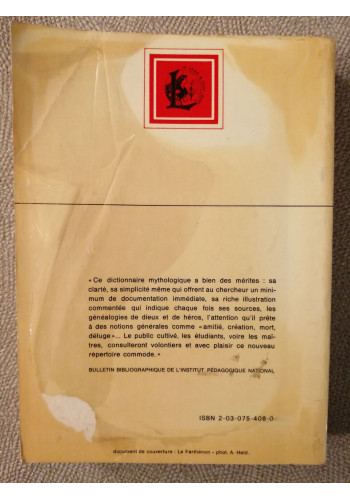 L
« Ce dictionnaire mythologique a bien des mérites : sa
clarté, sa simplicité même qui offrent au chercheur un mini-
mum de documentation immédiate, sa riche illustration
commentée qui indique chaque fois ses sources, les
généalogies de dieux et de héros, l'attention qu'il prête
à des notions générales comme « amitié, création, mort,
déluge »... Le public cultivé, les étudiants, voire les maî-
tres, consulteront volontiers et avec plaisir ce nouveau
répertoire commode. »
BULLETIN BIBLIOGRAPHIQUE DE L'INSTITUT PÉDAGOGIQUE NATIONAL
ISBN 2-03-075408-0
document de couverture : Le Parthénon - phot. A. Held.